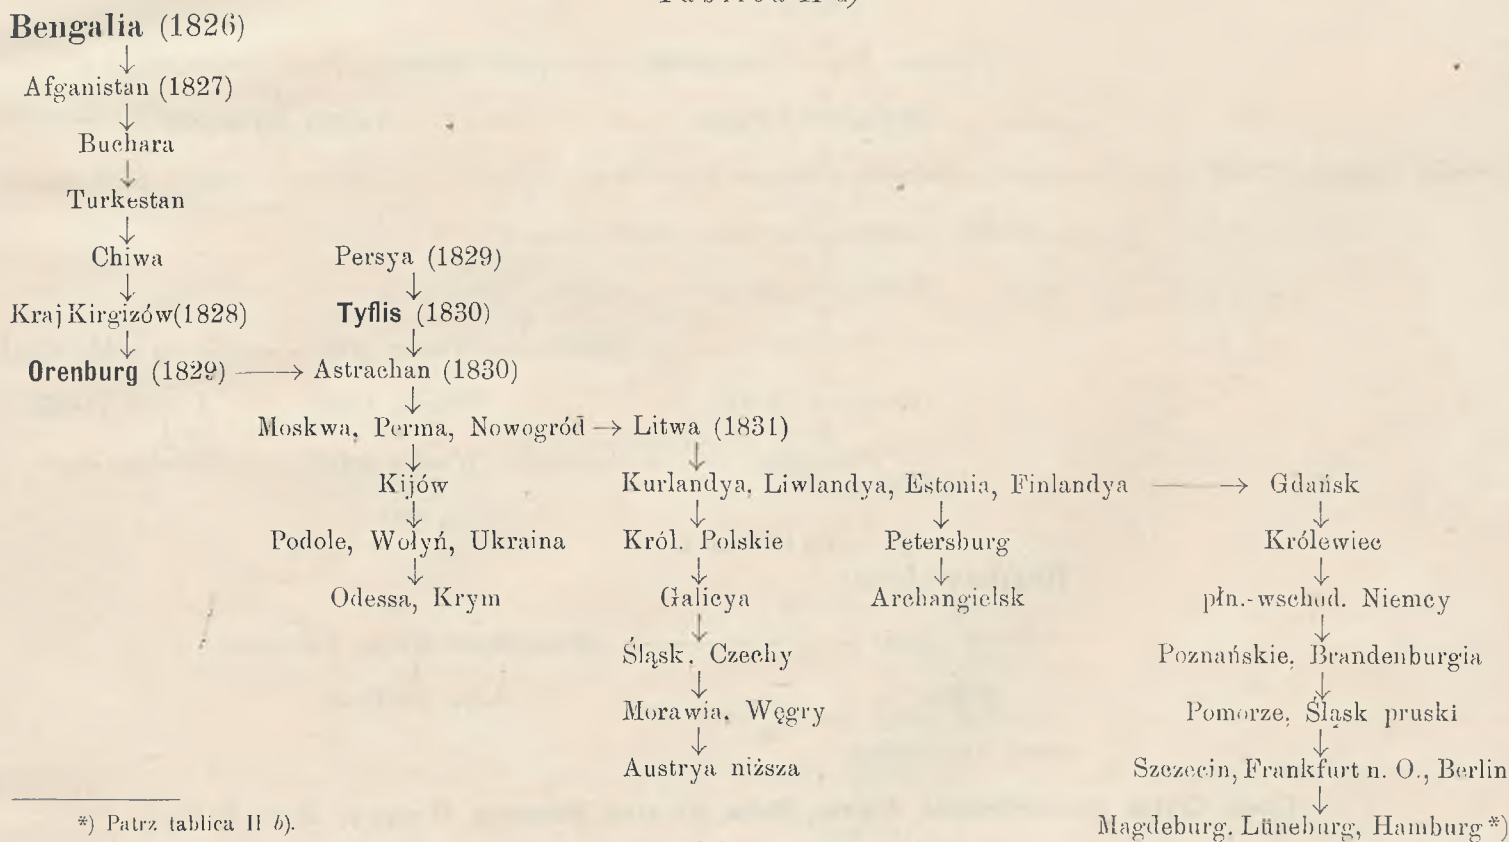 Tablica II a)
Bengalia (1826)
↓
Afganistan (1827)
↓
Buchara
↓
Turkestan
↓
Chiwa
↓
Kraj Kirgizów(1828)
↓
Orenburg (1829) → Astrachan (1830)
Persya (1829)
↓
Tyflis (1830)
↓
↓
Moskwa, Perma, Nowogród → Litwa (1831)
↓
Kijów
↓
Podole, Wołyń, Ukraina
↓
Odessa, Krym
↓
Kurlandya, Liwlandya, Estonia, Finlandya → Gdańsk
↓
Król. Polskie
↓
Galicya
↓
Śląsk, Czechy
↓
Morawia, Węgry
↓
Austrya niższa
↓
Petersburg
↓
Archangielsk
↓
Królewiec
↓
płn.-wschod. Niemcy
↓
Poznańskie, Brandenburgia
↓
Pomorze, Śląsk pruski
↓
Szczecin, Frankfurt n. O., Berlin
↓
Magdeburg, Lüneburg, Hamburg *)
*) Patrz tablica II b).